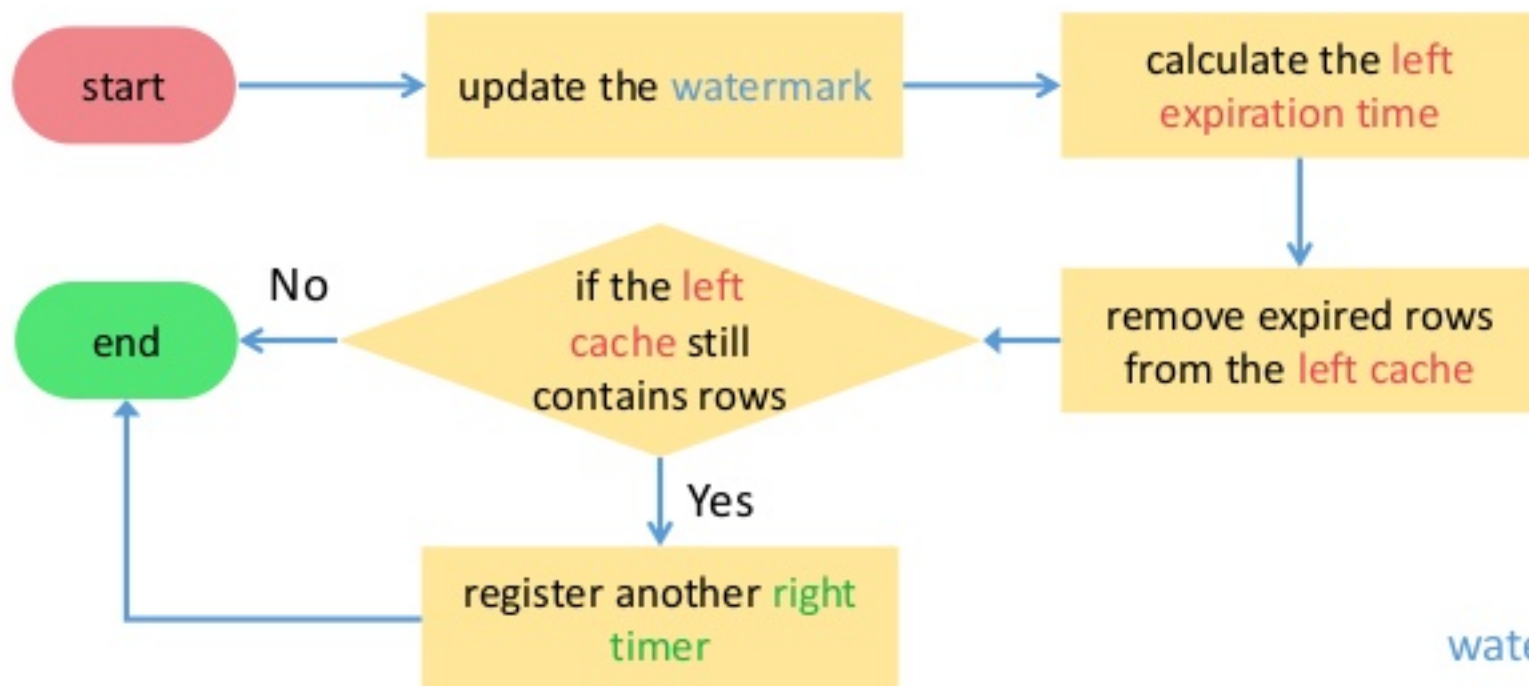 start
update the watermark
calculate the left
expiration time
remove expired rows
from the left cache
if the left
cache still
contains rows
No
end
Yes
register another right
timer